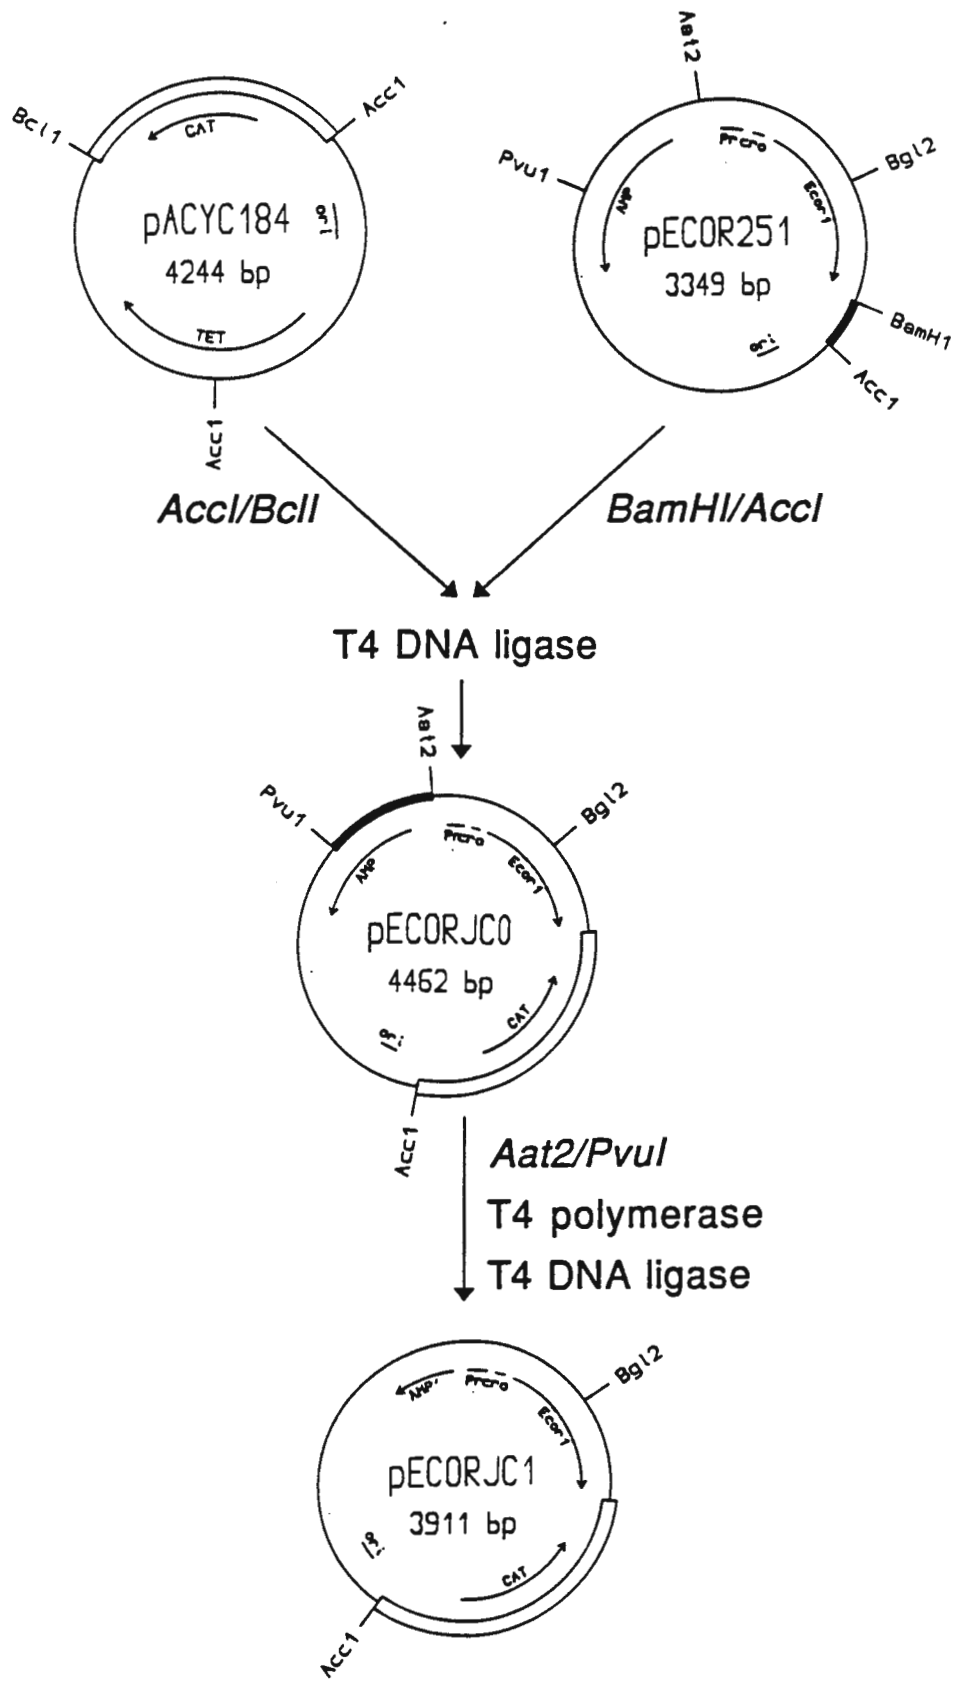 Bcl1
CAT
Acc1
pACYC184
4244 bp
ori
TET
Acc1
Aat2
Pvu1
Prcro
Bgl2
AMP
Ecor1
pECOR251
3349 bp
ori
BamH1
Acc1
AccI/BclI
BamHI/AccI
T4 DNA ligase
Aat2
Pvu1
Bgl2
Prcro
AMP
Ecor1
pECORJC0
4462 bp
CAT
ori
Acc1
Aat2/PvuI
T4 polymerase
T4 DNA ligase
Bgl2
AMP'
Prcro
Ecor1
pECORJC1
3911 bp
ori
CAT
Acc1